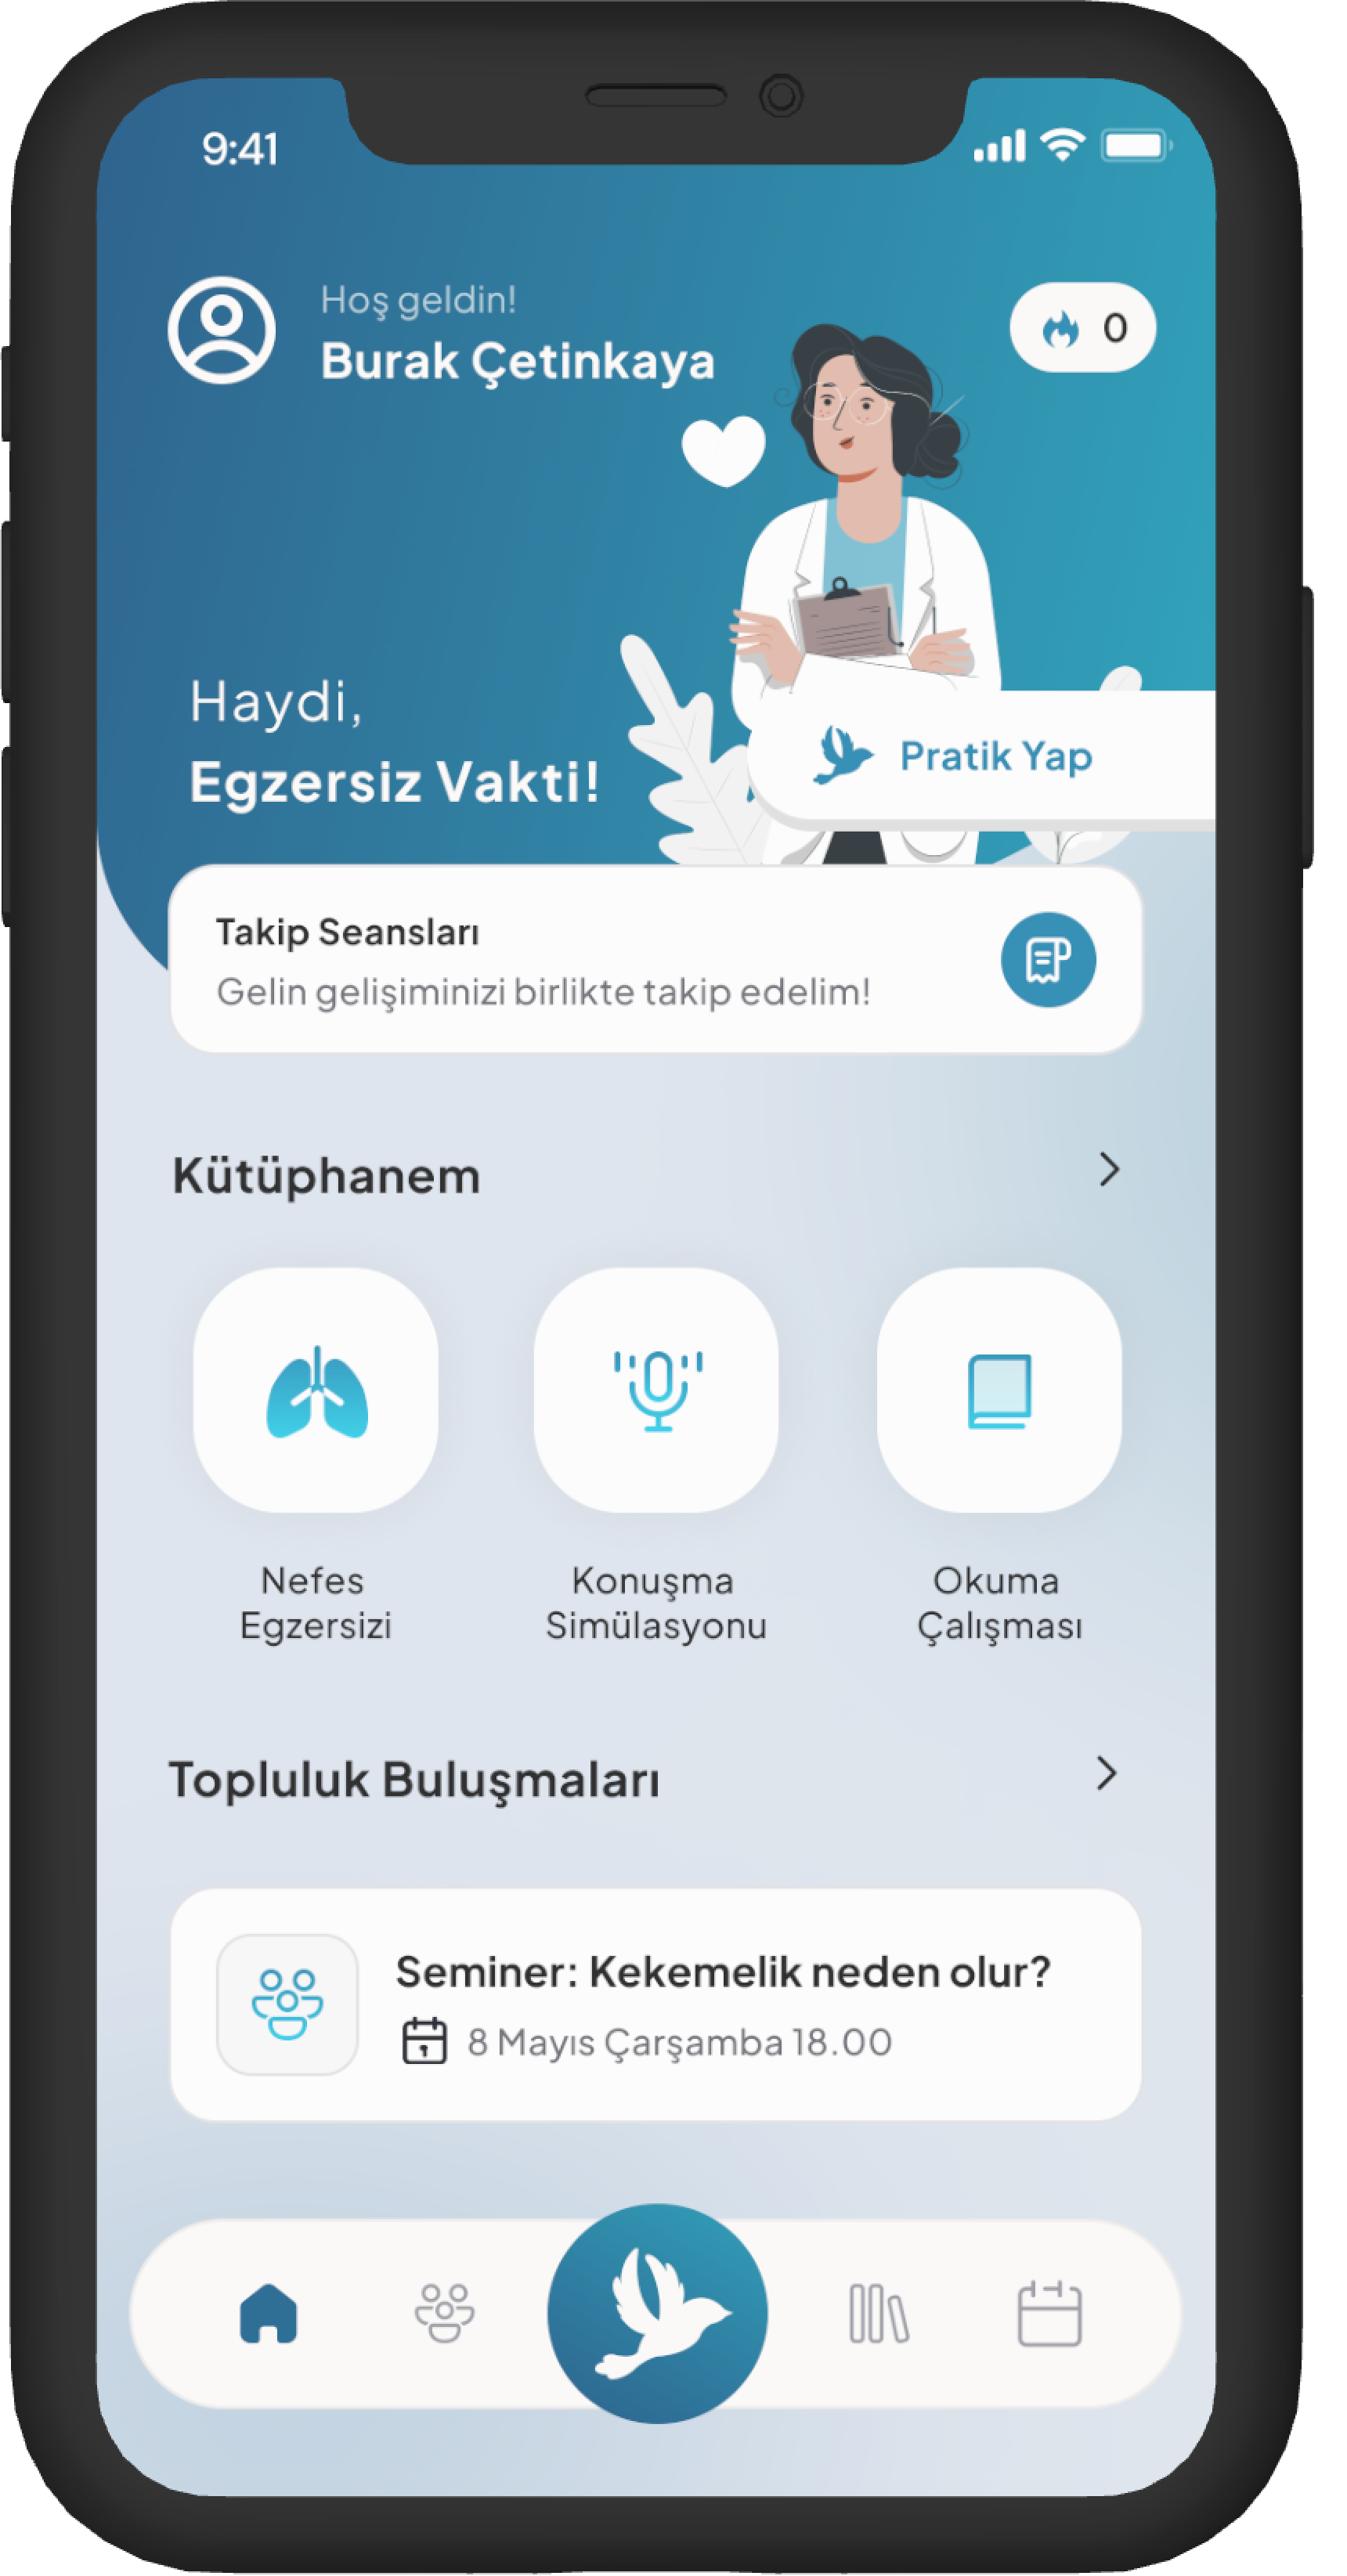 9:41
Hoş geldin!
Burak Çetinkaya
0
Haydi,
Egzersiz Vakti!
Pratik Yap
Takip Seansları
Gelin gelişiminizi birlikte takip edelim!
Kütüphanem
Nefes
Egzersizi
Konuşma
Simülasyonu
Okuma
Çalışması
Topluluk Buluşmaları
Seminer: Kekemelik neden olur?
8 Mayıs Çarşamba 18.00